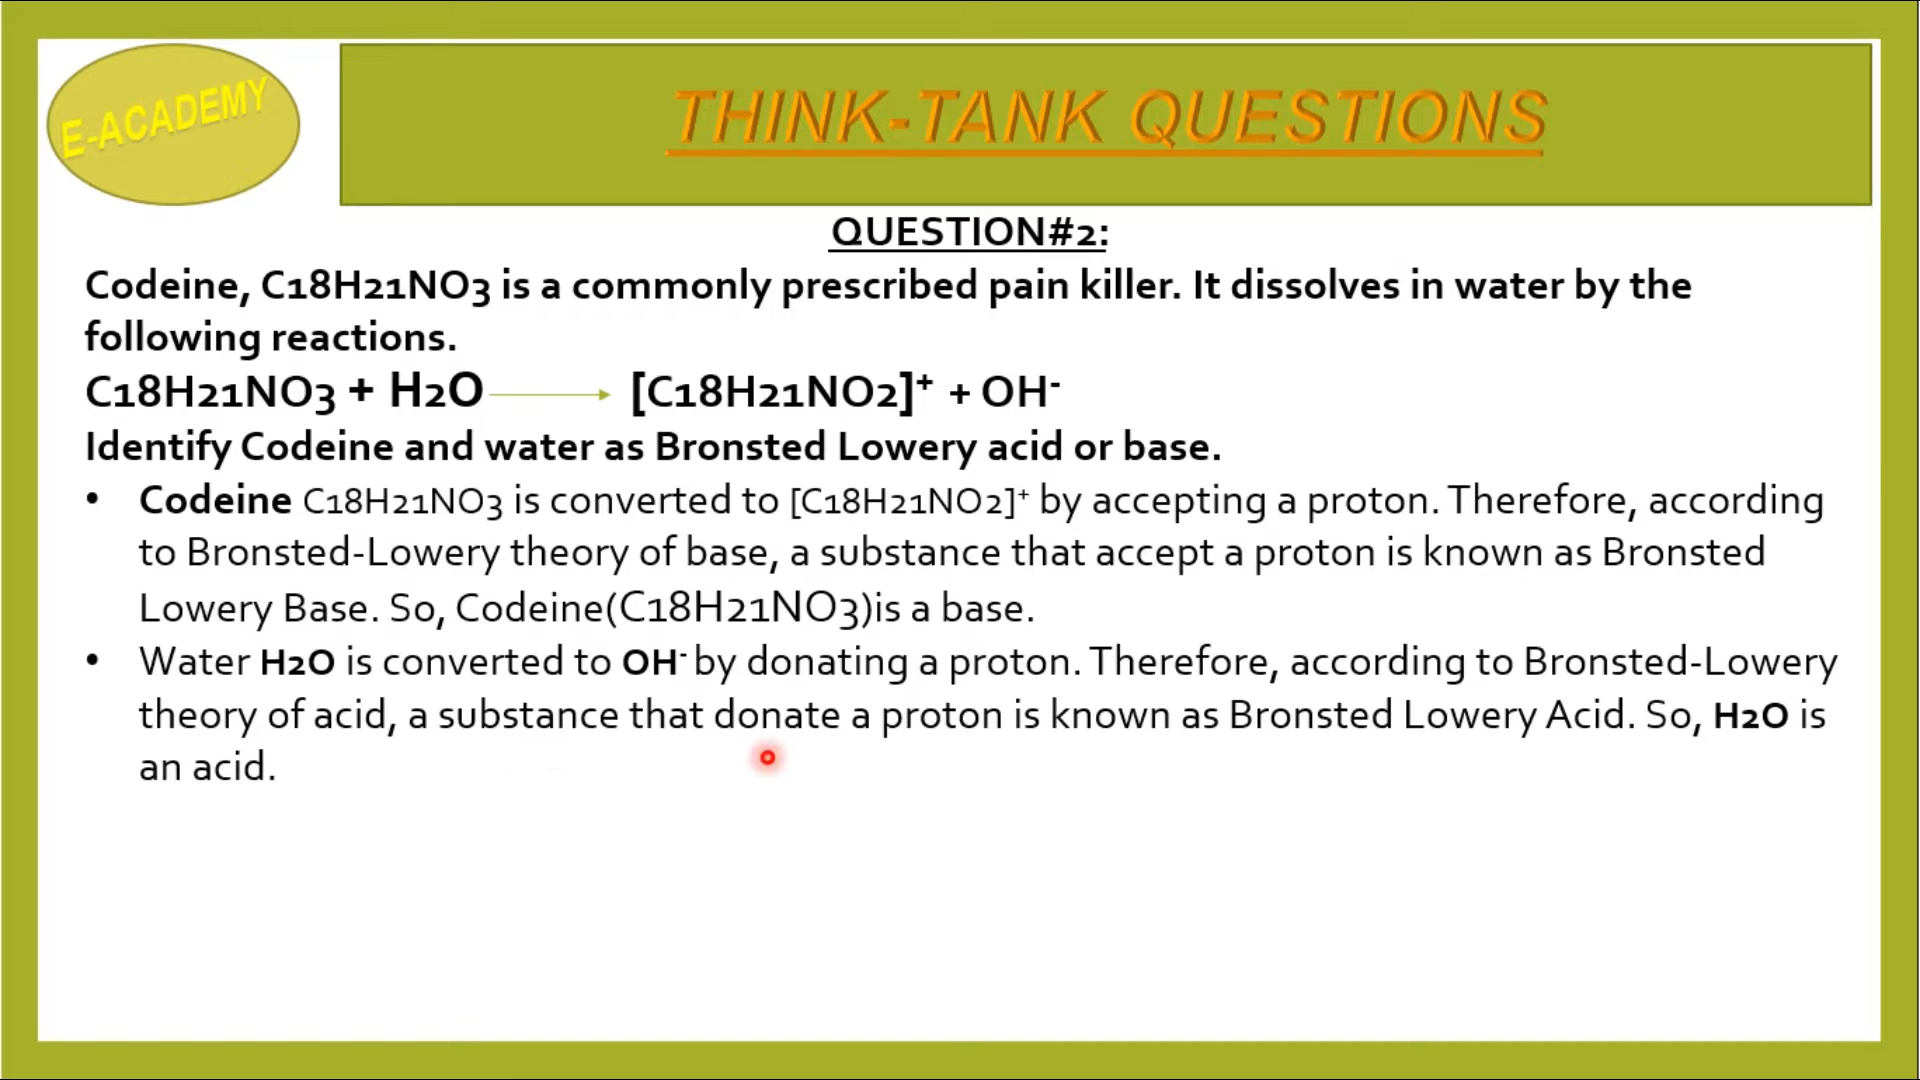 E-ACADEMY
THINK-TANK QUESTIONS
QUESTION#2:
Codeine, C18H21NO3 is a commonly prescribed pain killer. It dissolves in water by the
following reactions.
C18H21NO3 + H2O [C18H21NO2]⁺ + OH⁻
Identify Codeine and water as Bronsted Lowery acid or base.
• Codeine C18H21NO3 is converted to [C18H21NO2]⁺ by accepting a proton. Therefore, according
to Bronsted-Lowery theory of base, a substance that accept a proton is known as Bronsted
Lowery Base. So, Codeine(C18H21NO3)is a base.
• Water H2O is converted to OH⁻ by donating a proton. Therefore, according to Bronsted-Lowery
theory of acid, a substance that donate a proton is known as Bronsted Lowery Acid. So, H2O is
an acid.